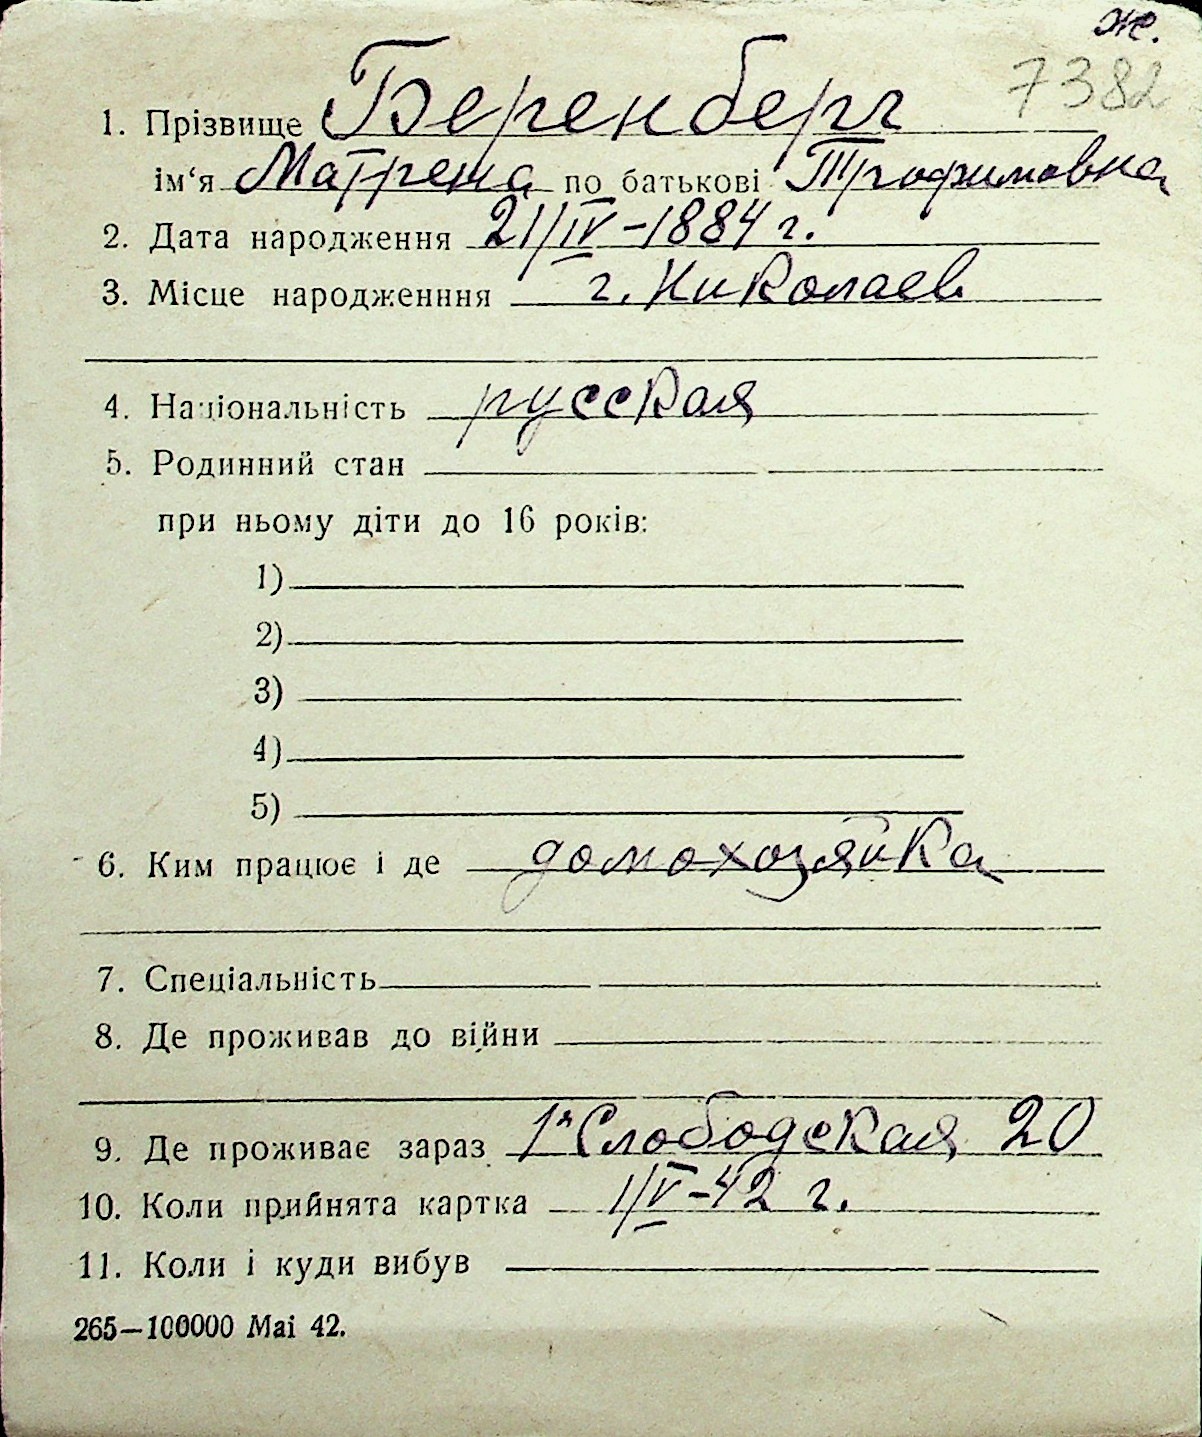 ж.
7382
1. Прізвище Беренберг
ім‘я Матрена по батькові Трофимовна
2. Дата народження 21/IV-1884 г.
3. Місце народженння г. Николаев
4. Національність русская
5. Родинний стан
при ньому діти до 16 років:
1)
2)
3)
4)
5)
6. Ким працює і де домохозяйка
7. Спеціальність
8. Де проживав до війни
9. Де проживає зараз 1я Слободская 20
10. Коли прийнята картка 1/V-42 г.
11. Коли і куди вибув
265—100000 Mai 42.